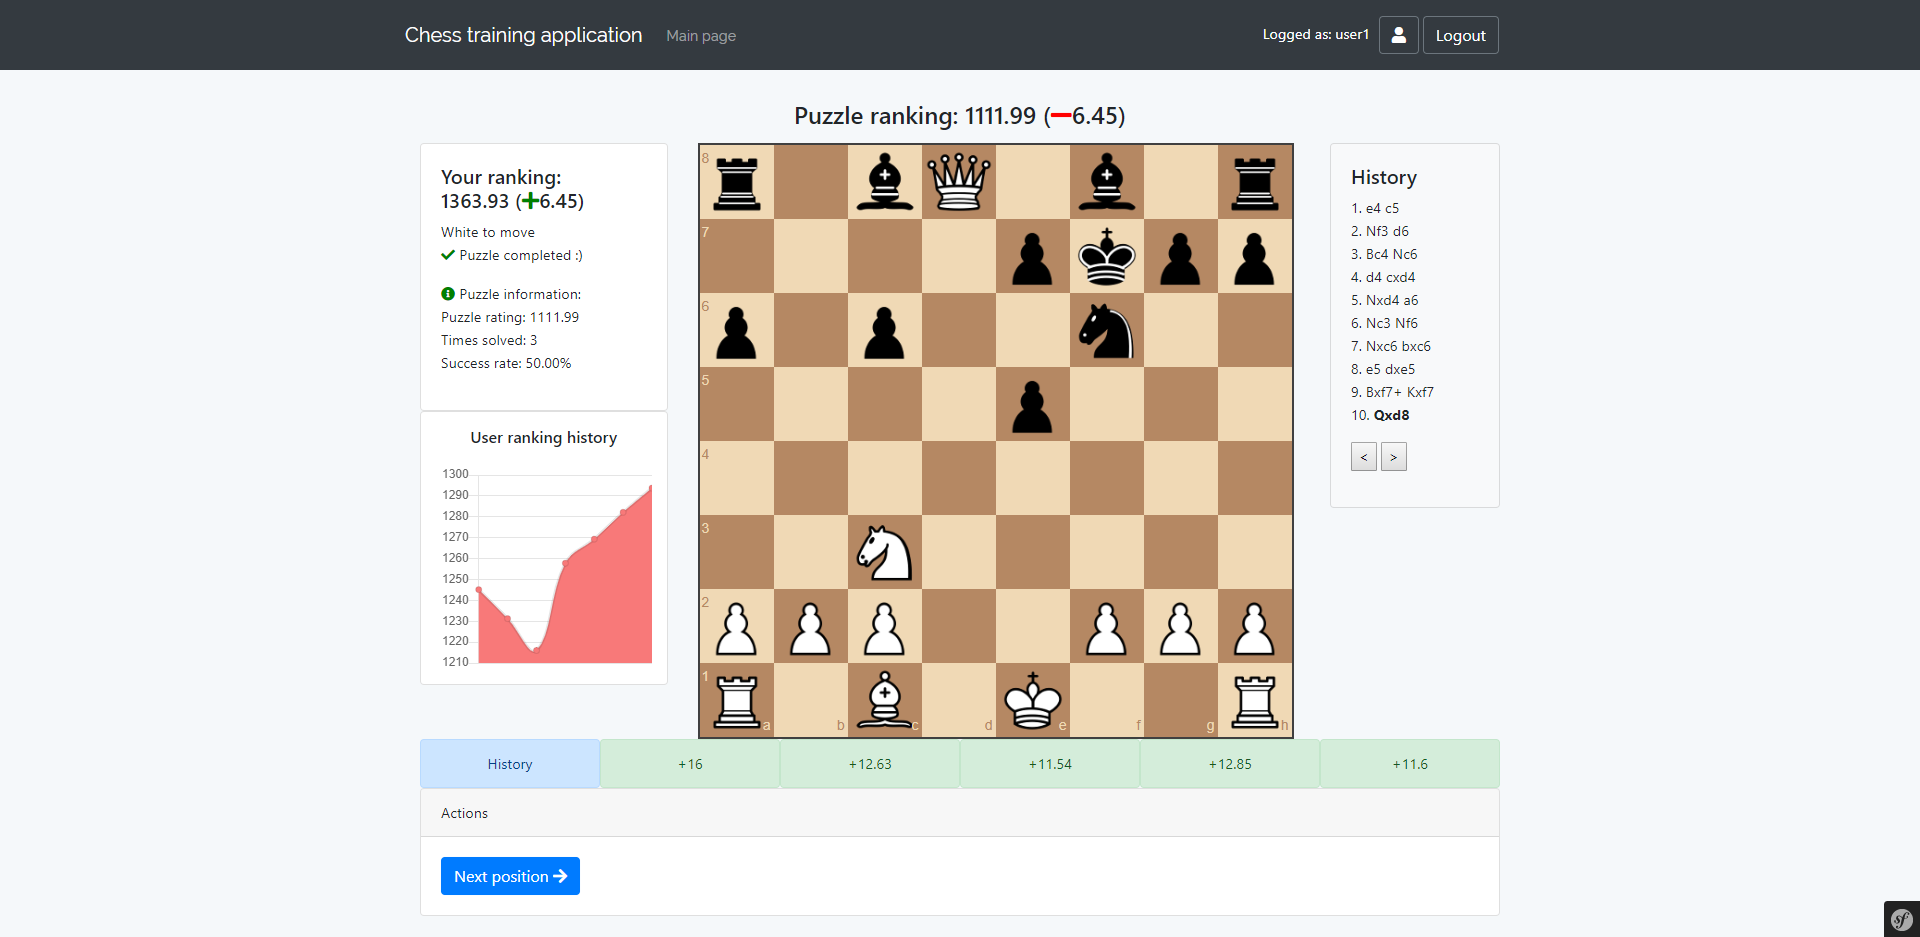 Chess training application
Main page
Logged as: user1
Logout
Puzzle ranking: 1111.99 (−6.45)
Your ranking:
1363.93 (+6.45)
White to move
Puzzle completed :)
Puzzle information:
Puzzle rating: 1111.99
Times solved: 3
Success rate: 50.00%
User ranking history
1300
1290
1280
1270
1260
1250
1240
1230
1220
1210
8
7
6
5
4
3
2
1
a b c d e f g h
History
1. e4 c5
2. Nf3 d6
3. Bc4 Nc6
4. d4 cxd4
5. Nxd4 a6
6. Nc3 Nf6
7. Nxc6 bxc6
8. e5 dxe5
9. Bxf7+ Kxf7
10. Qxd8
< >
History +16 +12.63 +11.54 +12.85 +11.6
Actions
Next position
sf